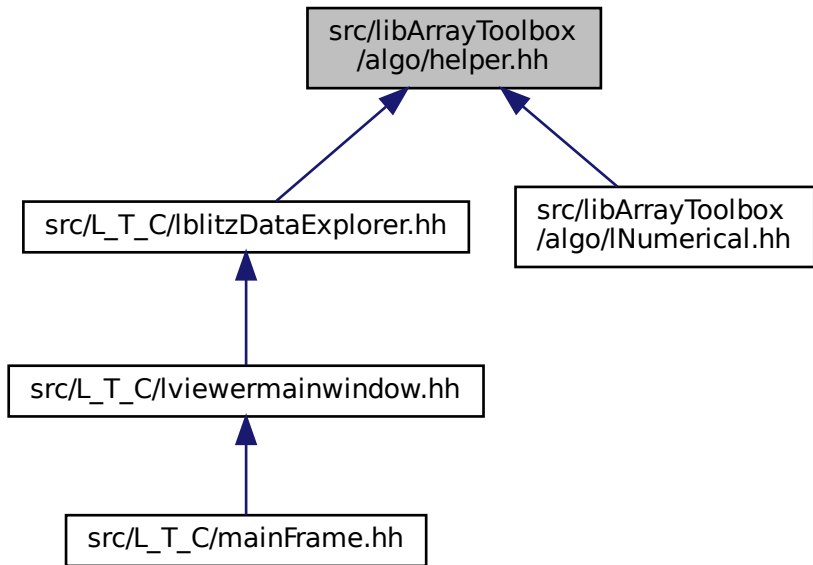 src/libArrayToolbox
/algo/helper.hh
src/L_T_C/lblitzDataExplorer.hh
src/libArrayToolbox
/algo/lNumerical.hh
src/L_T_C/lviewermainwindow.hh
src/L_T_C/mainFrame.hh